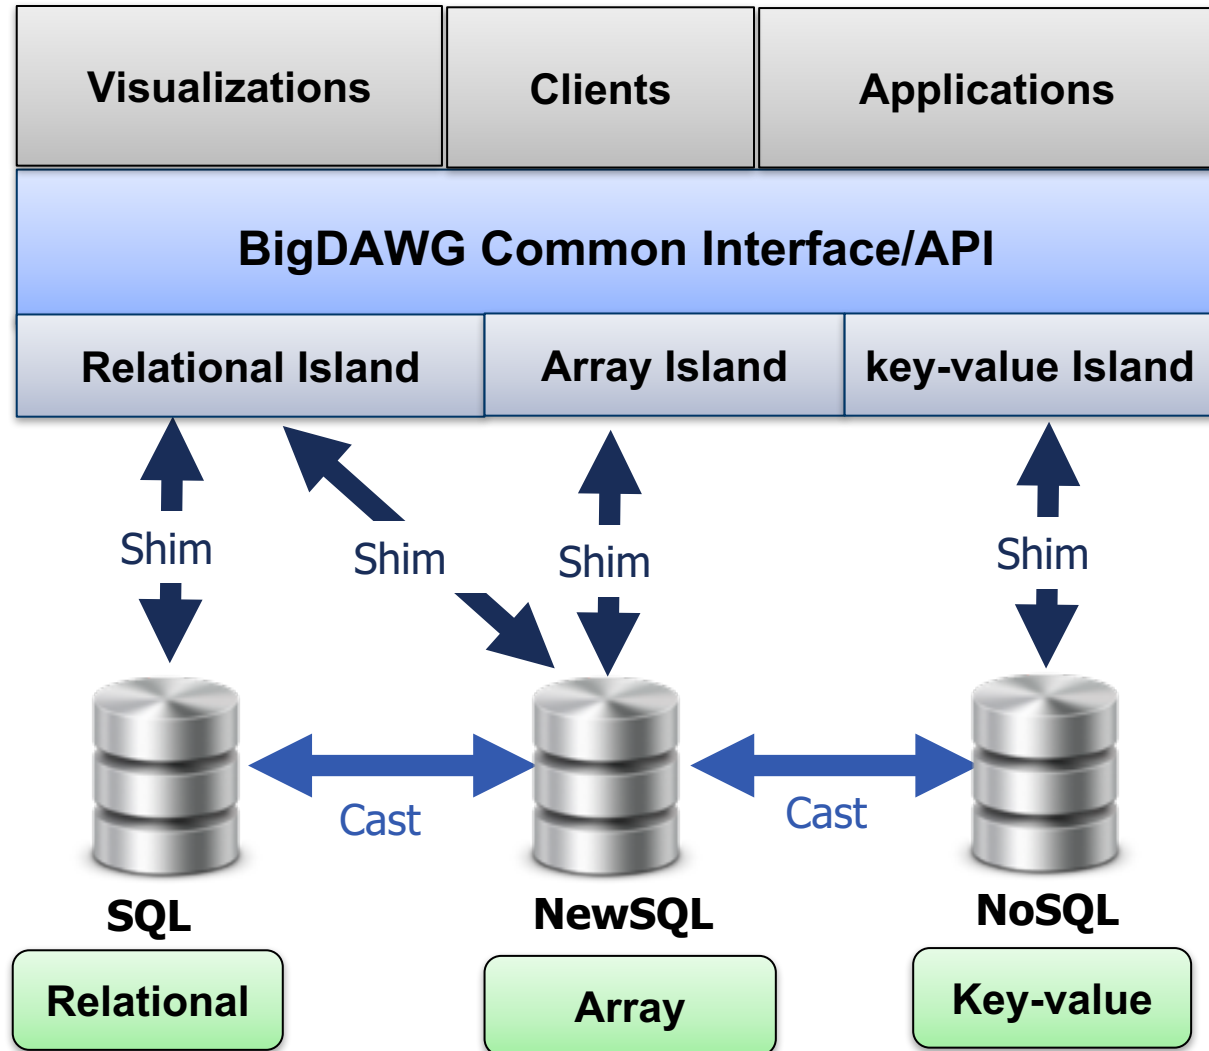 Visualizations
Clients
Applications
BigDAWG Common Interface/API
Relational Island
Array Island
key-value Island
Shim
Shim
Shim
Shim
Cast
Cast
SQL
NewSQL
NoSQL
Relational
Array
Key-value